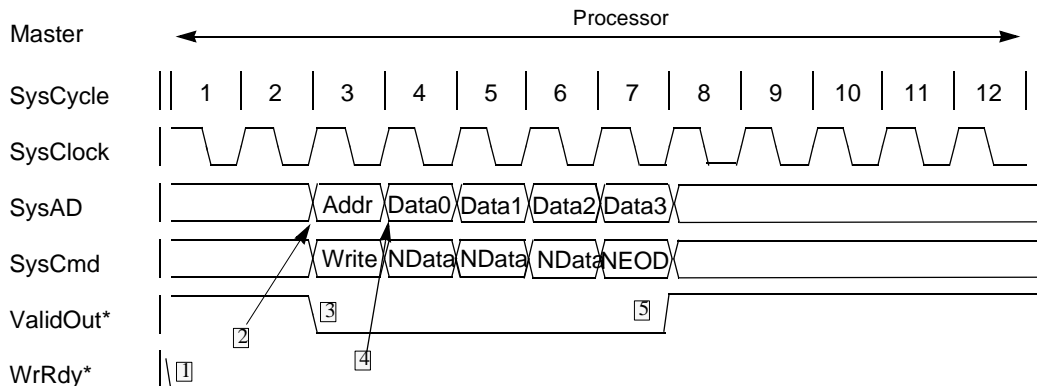 Master Processor
SysCycle 1 2 3 4 5 6 7 8 9 10 11 12
SysClock
SysAD Addr Data0 Data1 Data2 Data3
SysCmd Write NData NData NData NEOD
ValidOut* 2 3 4 5
WrRdy* 1